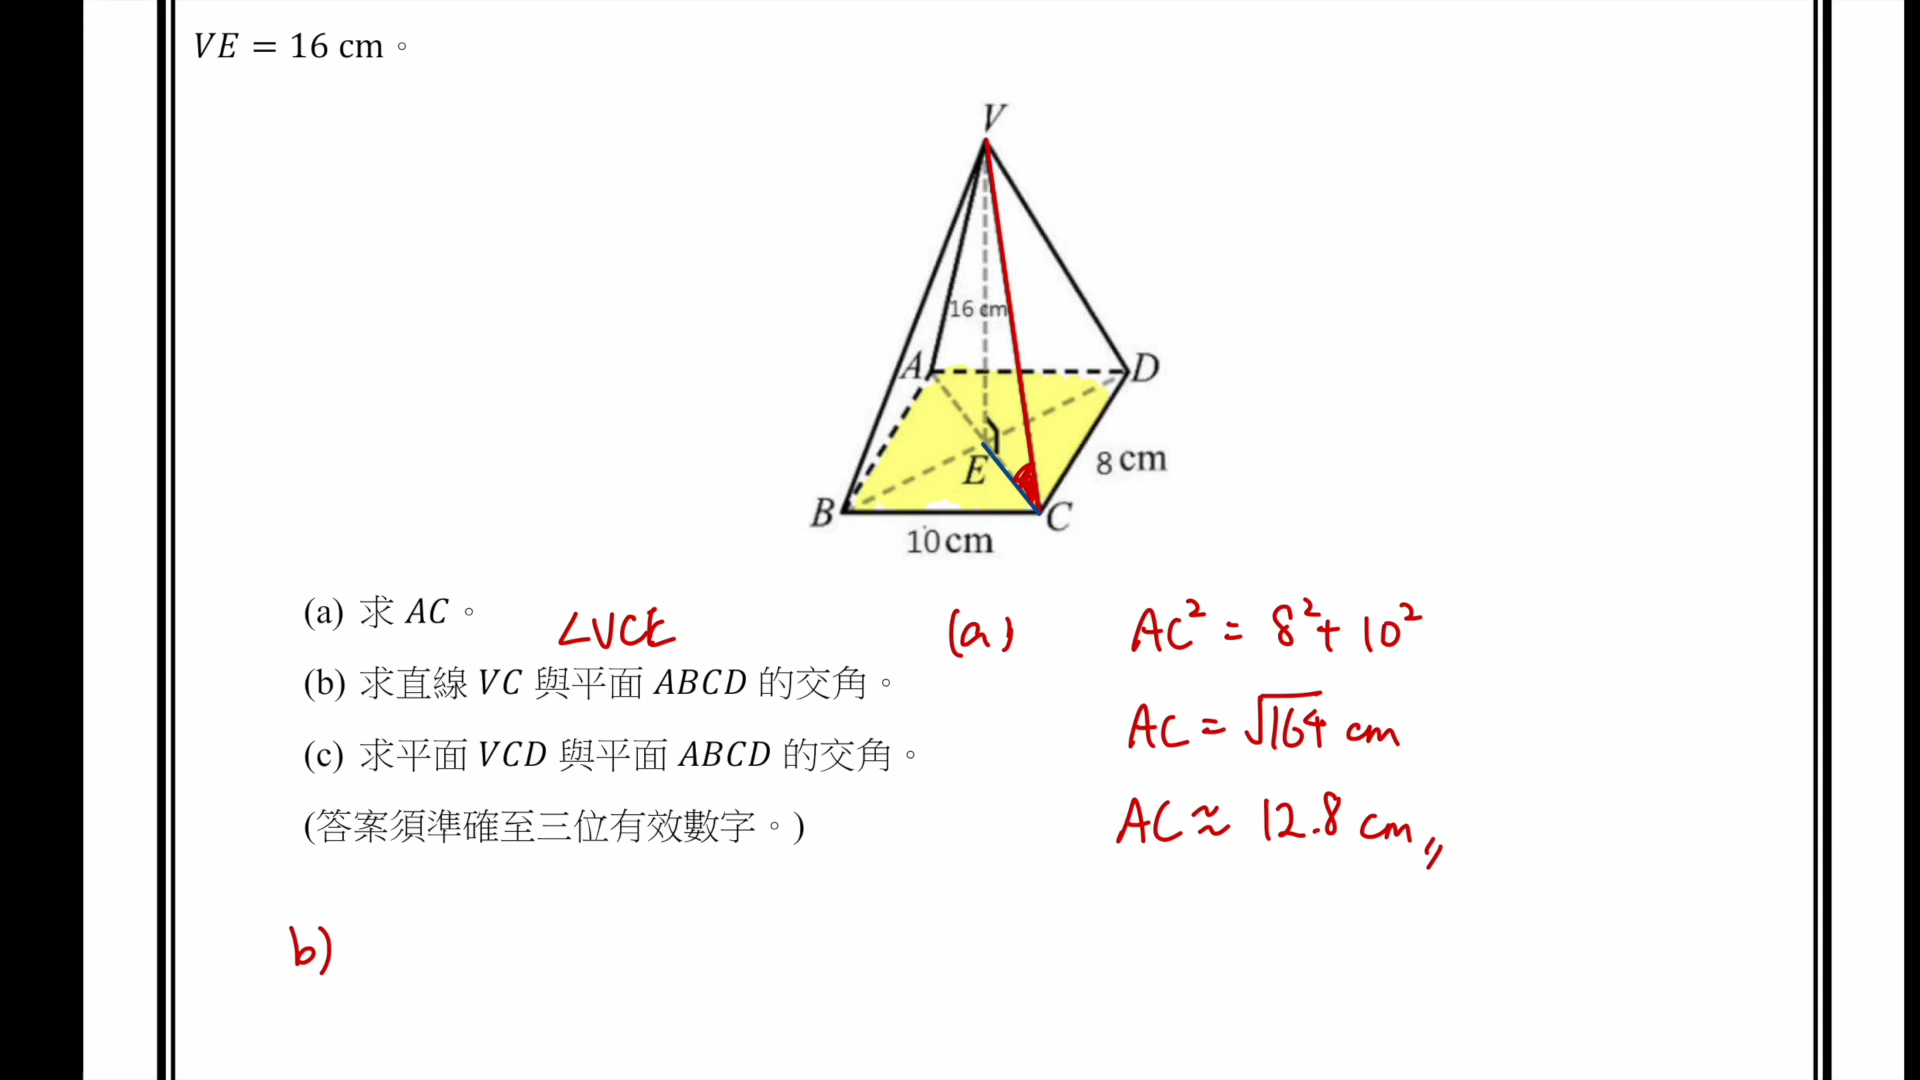 VE = 16 cm。
V
16 cm
A
D
E
8 cm
B
C
10 cm
(a) 求 AC。
∠VCE
(b) 求直線 VC 與平面 ABCD 的交角。
(c) 求平面 VCD 與平面 ABCD 的交角。
(答案須準確至三位有效數字。)
(a) AC² = 8² + 10²
AC = √164 cm
AC ≈ 12.8 cm,,
b)